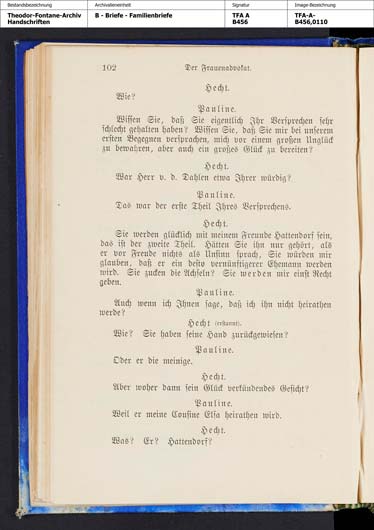 Bestandsbezeichnung
Archivalieneinheit
Signatur
Image-Bezeichnung
Theodor-Fontane-Archiv
Handschriften
B - Briefe - Familienbriefe
TFA A
B456
TFA-A-
B456,0110
102 Der Frauenadvokat.
Hecht.
Wie?
Pauline.
Wissen Sie, daß Sie eigentlich Ihr Versprechen sehr
schlecht gehalten haben? Wissen Sie, daß Sie mir bei unserem
ersten Begegnen versprachen, mich vor einem großen Unglück
zu bewahren, aber auch ein großes Glück zu bereiten?
Hecht.
War Herr v. d. Dahlen etwa Ihrer würdig?
Pauline.
Das war der erste Theil Ihres Versprechens.
Hecht.
Sie werden glücklich mit meinem Freunde Hattendorf sein,
das ist der zweite Theil. Hätten Sie ihn nur gehört, als
er vor Freude nichts als Unsinn sprach, Sie würden mir
glauben, daß er ein desto vernünftigerer Ehemann werden
wird. Sie zucken die Achseln? Sie werden mir einst Recht
geben.
Pauline.
Auch wenn ich Ihnen sage, daß ich ihn nicht heirathen
werde?
Hecht (erstaunt).
Wie? Sie haben seine Hand zurückgewiesen?
Pauline.
Oder er die meinige.
Hecht.
Aber woher dann sein Glück verkündendes Gesicht?
Pauline.
Weil er meine Cousine Elsa heirathen wird.
Hecht.
Was? Er? Hattendorf?